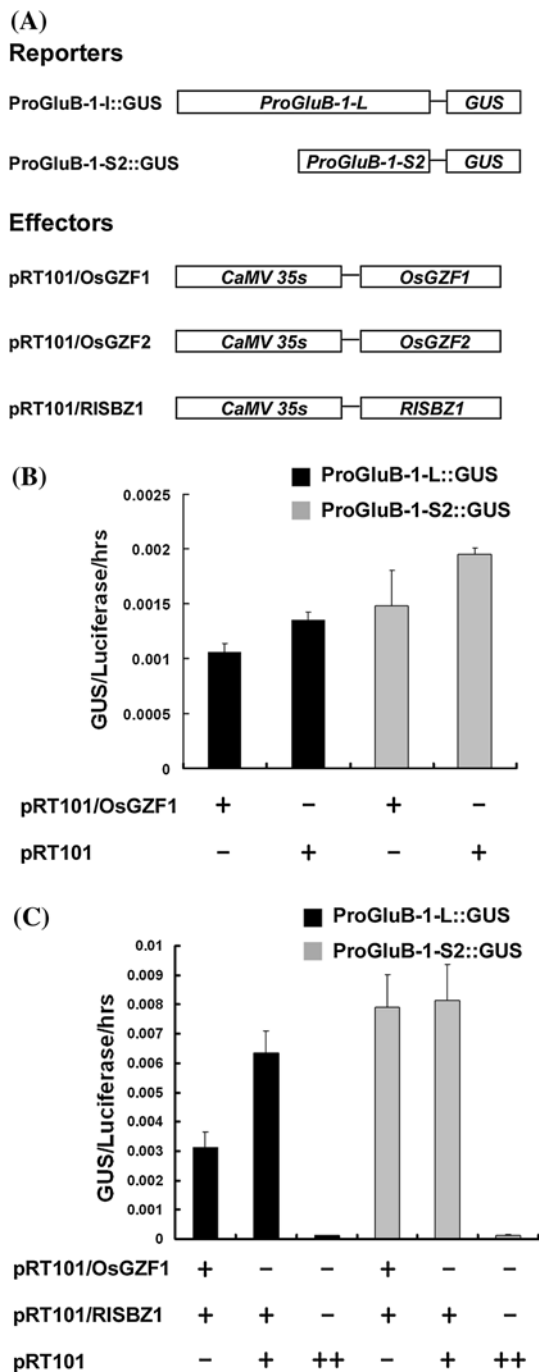 (A)
Reporters
ProGluB-1-l::GUS ProGluB-1-L GUS
ProGluB-1-S2::GUS ProGluB-1-S2 GUS
Effectors
pRT101/OsGZF1 CaMV 35s OsGZF1
pRT101/OsGZF2 CaMV 35s OsGZF2
pRT101/RISBZ1 CaMV 35s RISBZ1
(B)
ProGluB-1-L::GUS
ProGluB-1-S2::GUS
GUS/Luciferase/hrs
0.0025
0.002
0.0015
0.001
0.0005
0
pRT101/OsGZF1 + − + −
pRT101 − + − +
(C)
ProGluB-1-L::GUS
ProGluB-1-S2::GUS
GUS/Luciferase/hrs
0.01
0.009
0.008
0.007
0.006
0.005
0.004
0.003
0.002
0.001
0
pRT101/OsGZF1 + − − + − −
pRT101/RISBZ1 + + − + + −
pRT101 − + ++ − + ++